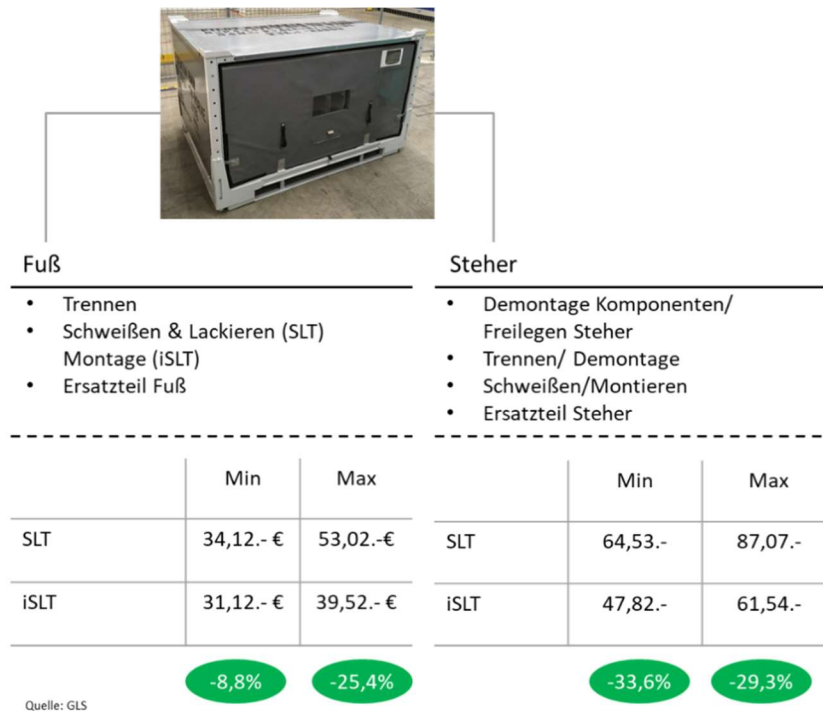 Fuß
• Trennen
• Schweißen & Lackieren (SLT)
Montage (iSLT)
• Ersatzteil Fuß
Min Max
SLT 34,12.- € 53,02.-€
iSLT 31,12.- € 39,52.- €
-8,8% -25,4%
Steher
• Demontage Komponenten/
Freilegen Steher
• Trennen/ Demontage
• Schweißen/Montieren
• Ersatzteil Steher
Min Max
SLT 64,53.- 87,07.-
iSLT 47,82.- 61,54.-
-33,6% -29,3%
Quelle: GLS